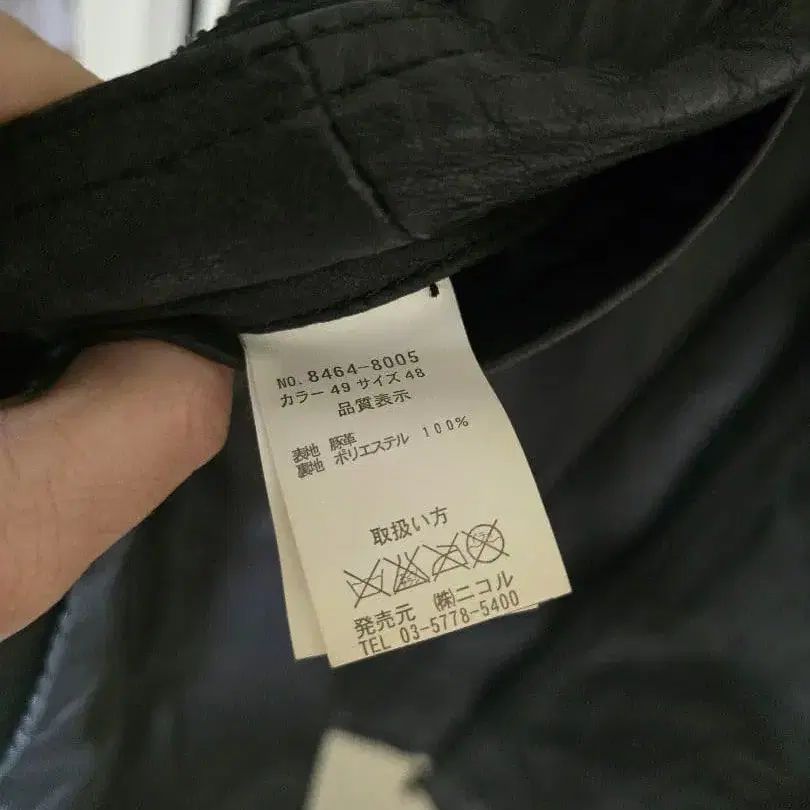 NO. 8464-8005
カラー 49 サイズ 48
品質表示
表地 豚革
裏地 ポリエステル 100%
取扱い方
発売元 ㈱ニコル
TEL 03-5778-5400